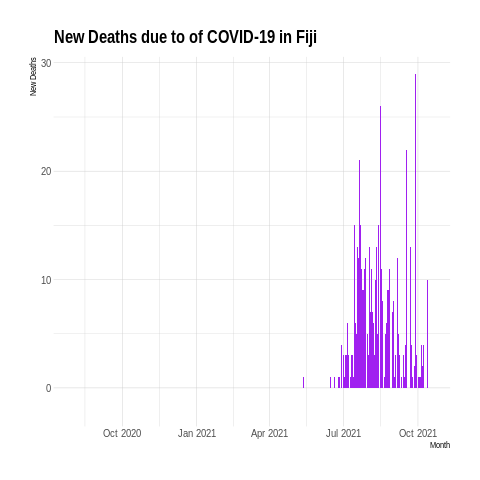 New Deaths due to of COVID-19 in Fiji
New Deaths
30
20
10
0
Oct 2020 Jan 2021 Apr 2021 Jul 2021 Oct 2021
Month